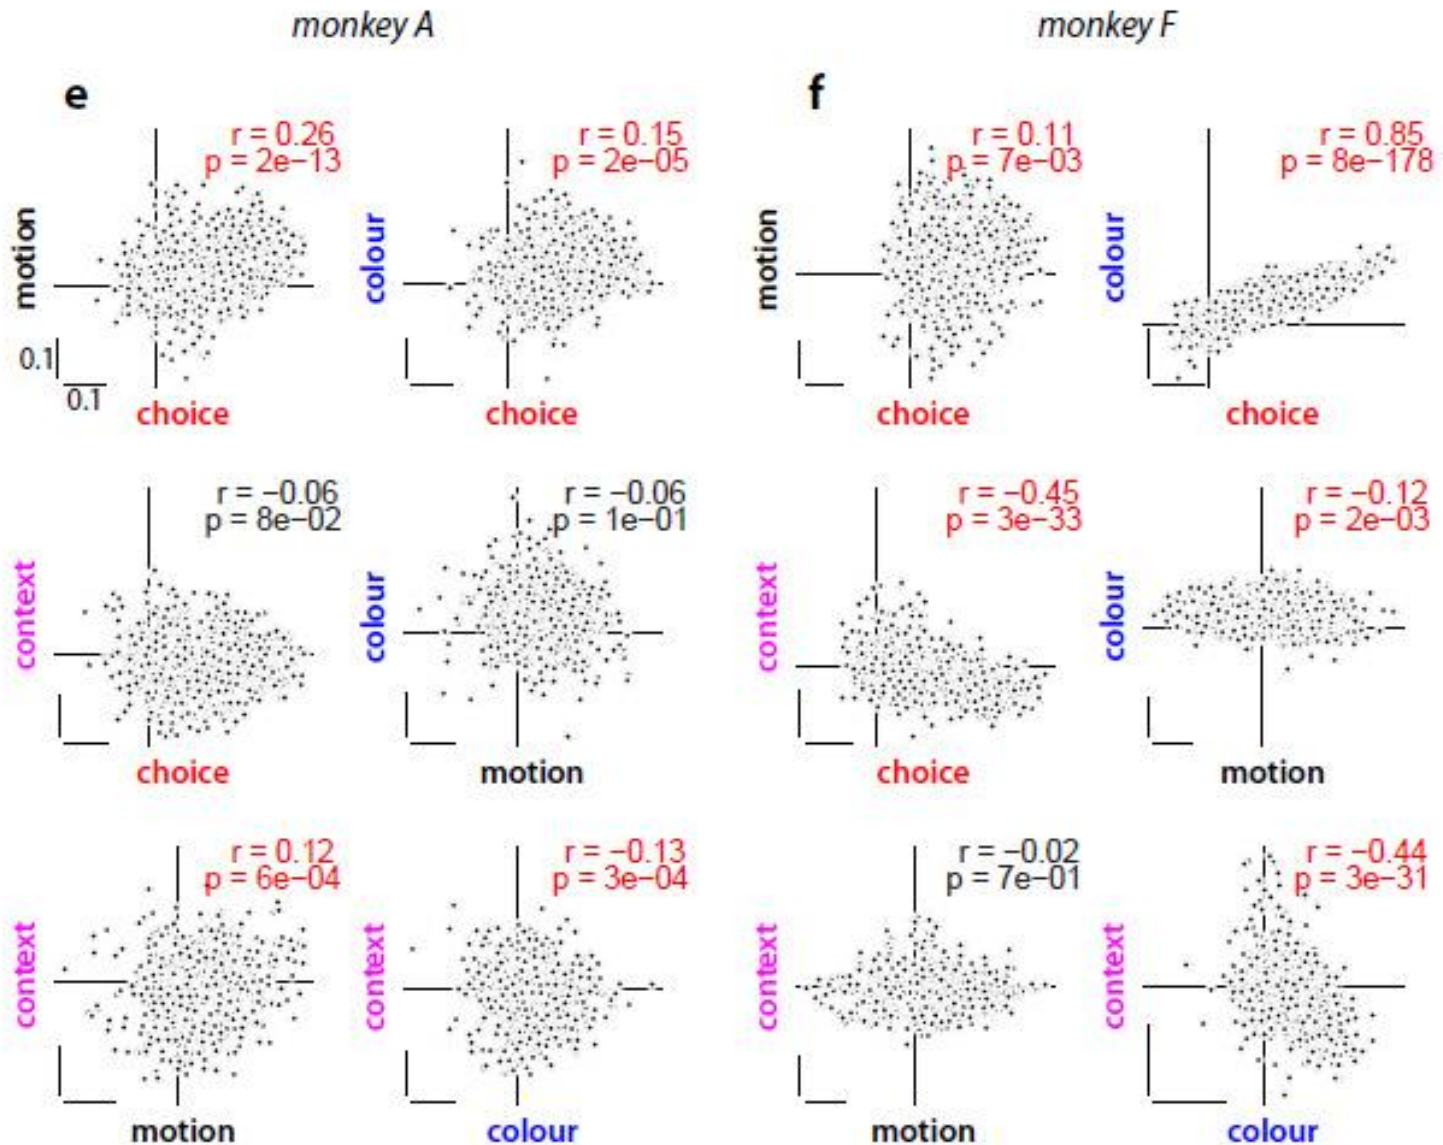 monkey A
monkey F
e
f
r = 0.26
p = 2e−13
motion
0.1
0.1
choice
r = 0.15
p = 2e−05
colour
choice
r = 0.11
p = 7e−03
motion
choice
r = 0.85
p = 8e−178
colour
choice
r = −0.06
p = 8e−02
context
choice
r = −0.06
p = 1e−01
colour
motion
r = −0.45
p = 3e−33
context
choice
r = −0.12
p = 2e−03
colour
motion
r = 0.12
p = 6e−04
context
motion
r = −0.13
p = 3e−04
context
colour
r = −0.02
p = 7e−01
context
motion
r = −0.44
p = 3e−31
context
colour